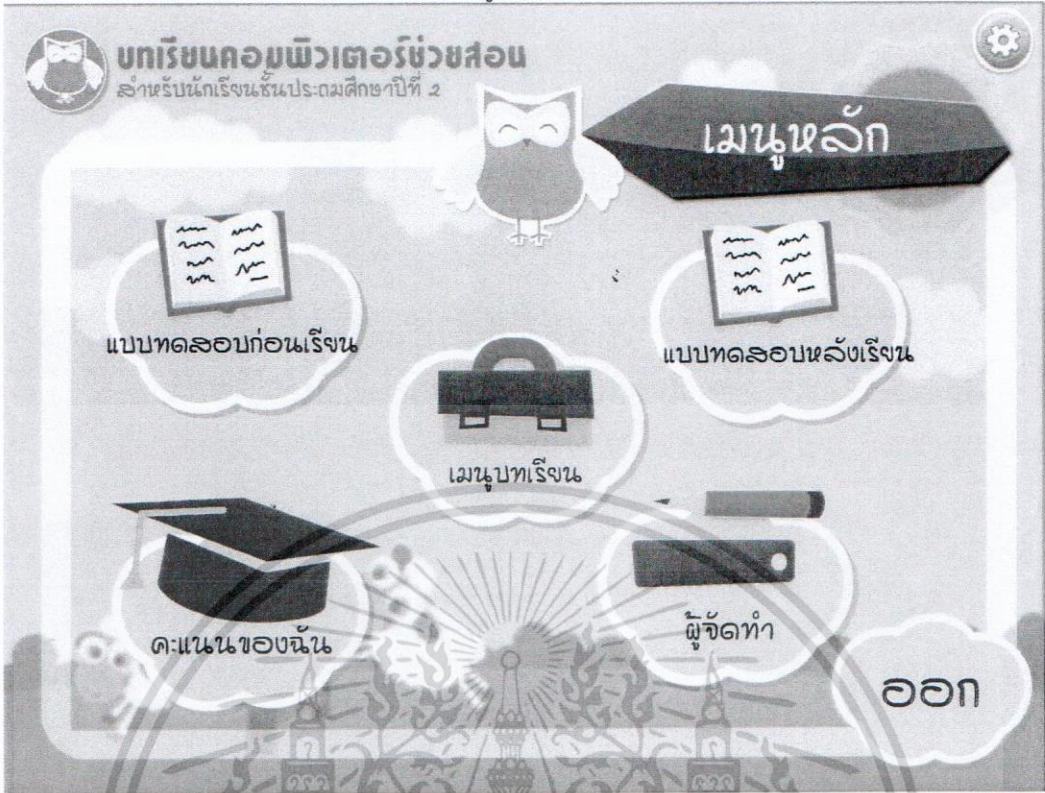 บทเรียนคอมพิวเตอร์ช่วยสอน
สำหรับนักเรียนชั้นประถมศึกษาปีที่ 2
เมนูหลัก
แบบทดสอบก่อนเรียน
แบบทดสอบหลังเรียน
เมนูบทเรียน
คะแนนของฉัน
ผู้จัดทำ
ออก